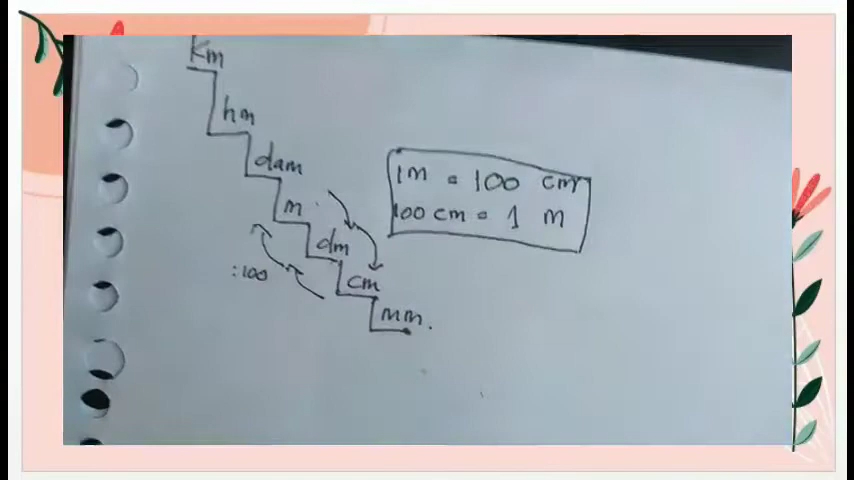 Km
hm
dam
m
dm
cm
mm.
:100
1m = 100 cm
100 cm = 1 m